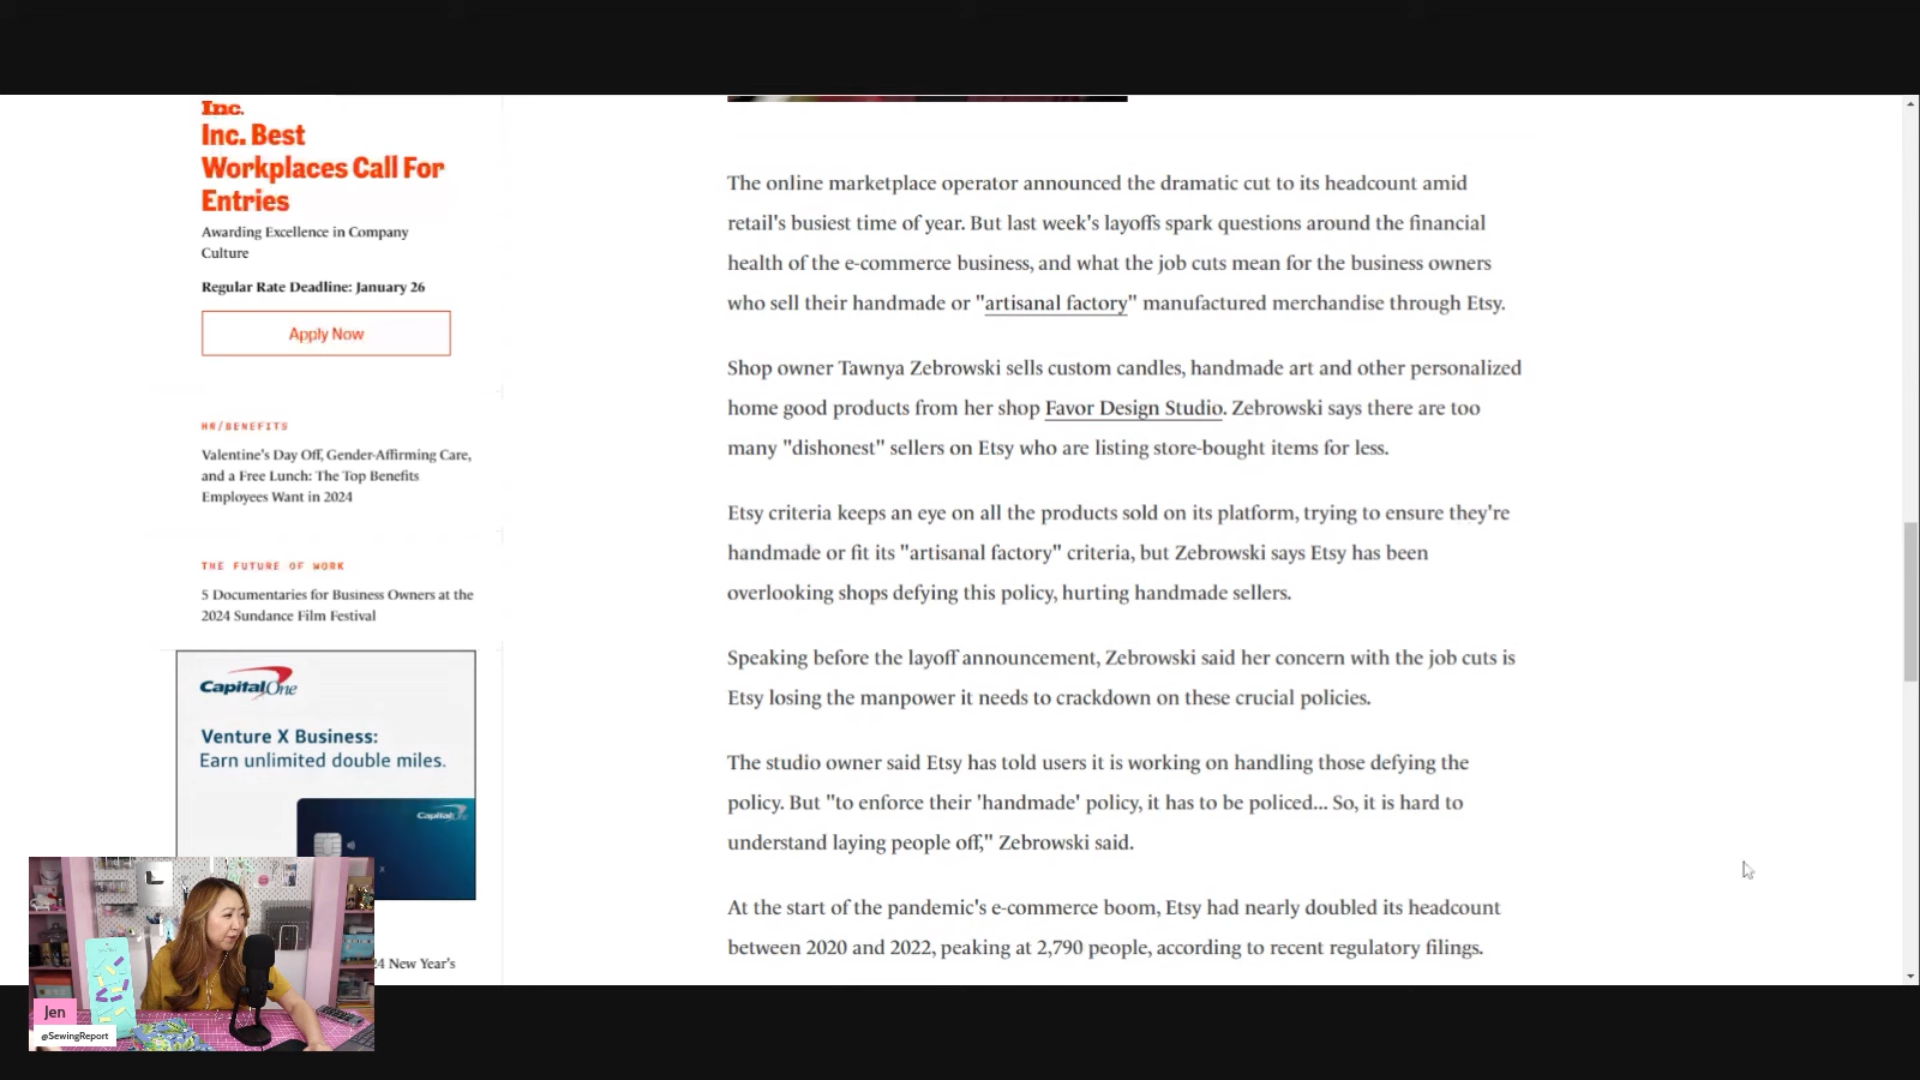 Inc.
Inc. Best
Workplaces Call For
Entries
Awarding Excellence in Company
Culture
Regular Rate Deadline: January 26
Apply Now
HR/BENEFITS
Valentine's Day Off, Gender-Affirming Care,
and a Free Lunch: The Top Benefits
Employees Want in 2024
THE FUTURE OF WORK
5 Documentaries for Business Owners at the
2024 Sundance Film Festival
Capital One
Venture X Business:
Earn unlimited double miles.
Capital
x
4 New Year's
Jen
@SewingReport
The online marketplace operator announced the dramatic cut to its headcount amid
retail's busiest time of year. But last week's layoffs spark questions around the financial
health of the e-commerce business, and what the job cuts mean for the business owners
who sell their handmade or "artisanal factory" manufactured merchandise through Etsy.
Shop owner Tawnya Zebrowski sells custom candles, handmade art and other personalized
home good products from her shop Favor Design Studio. Zebrowski says there are too
many "dishonest" sellers on Etsy who are listing store-bought items for less.
Etsy criteria keeps an eye on all the products sold on its platform, trying to ensure they're
handmade or fit its "artisanal factory" criteria, but Zebrowski says Etsy has been
overlooking shops defying this policy, hurting handmade sellers.
Speaking before the layoff announcement, Zebrowski said her concern with the job cuts is
Etsy losing the manpower it needs to crackdown on these crucial policies.
The studio owner said Etsy has told users it is working on handling those defying the
policy. But "to enforce their 'handmade' policy, it has to be policed... So, it is hard to
understand laying people off," Zebrowski said.
At the start of the pandemic's e-commerce boom, Etsy had nearly doubled its headcount
between 2020 and 2022, peaking at 2,790 people, according to recent regulatory filings.